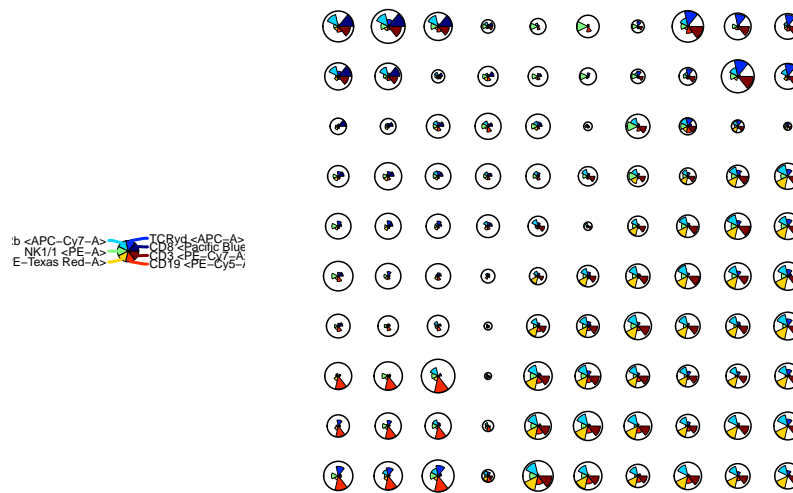 :b <APC-Cy7-A>
NK1/1 <PE-A>
E-Texas Red-A>
TCRyd <APC-A>
CD8 <Pacific Blue
CD3 <PE-Cy7-A>
CD19 <PE-Cy5-